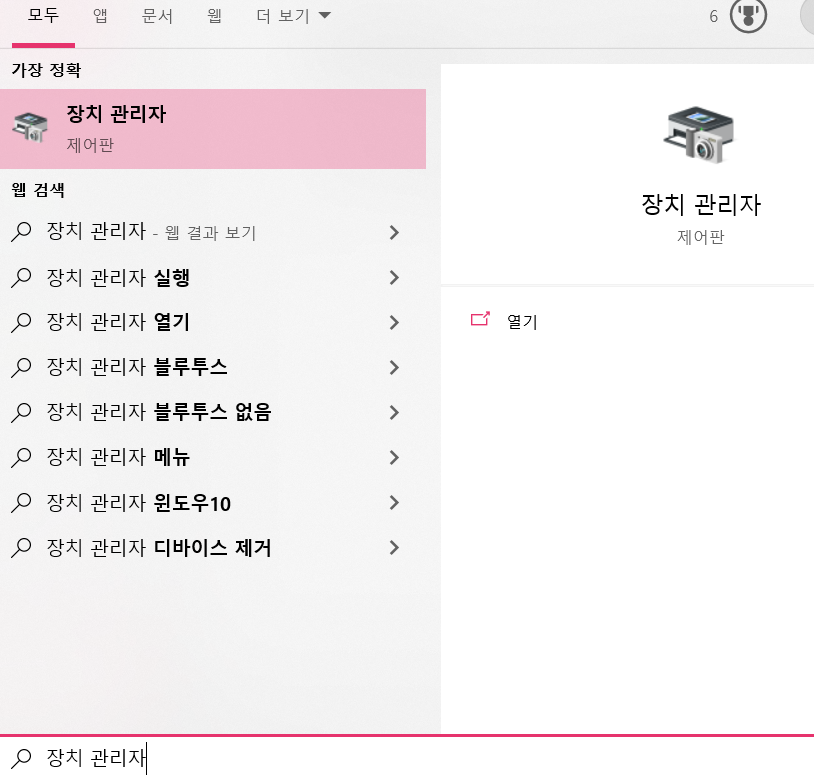 모두 앱 문서 웹 더 보기 6
가장 정확
장치 관리자
제어판
웹 검색
장치 관리자 - 웹 결과 보기
장치 관리자 실행
장치 관리자 열기
장치 관리자 블루투스
장치 관리자 블루투스 없음
장치 관리자 메뉴
장치 관리자 윈도우10
장치 관리자 디바이스 제거
장치 관리자
제어판
열기
장치 관리자